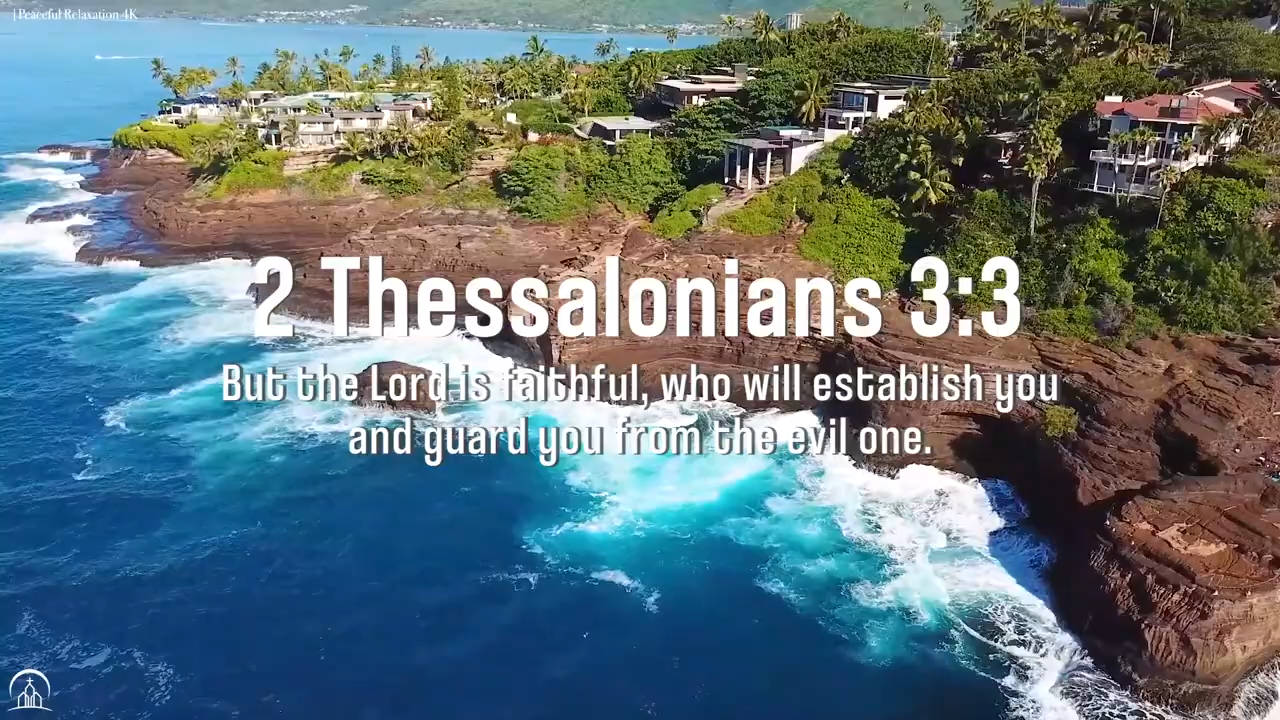 | Peaceful Relaxation 4K
2 Thessalonians 3:3
But the Lord is faithful, who will establish you
and guard you from the evil one.